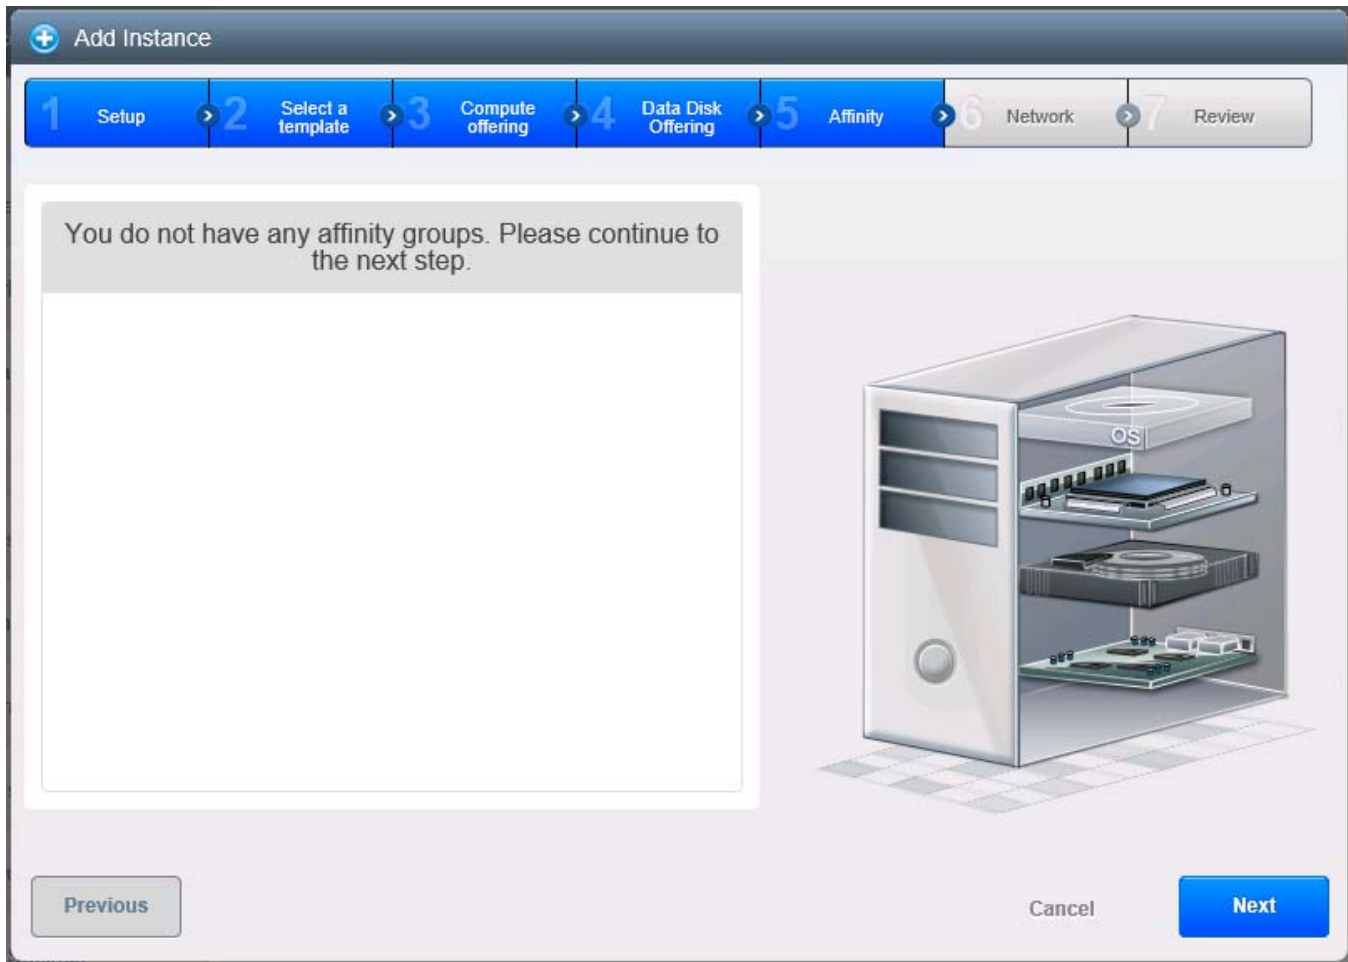 Add Instance
1 Setup
2 Select a
template
3 Compute
offering
4 Data Disk
Offering
5 Affinity
6 Network
7 Review
You do not have any affinity groups. Please continue to
the next step.
OS
Previous
Cancel
Next